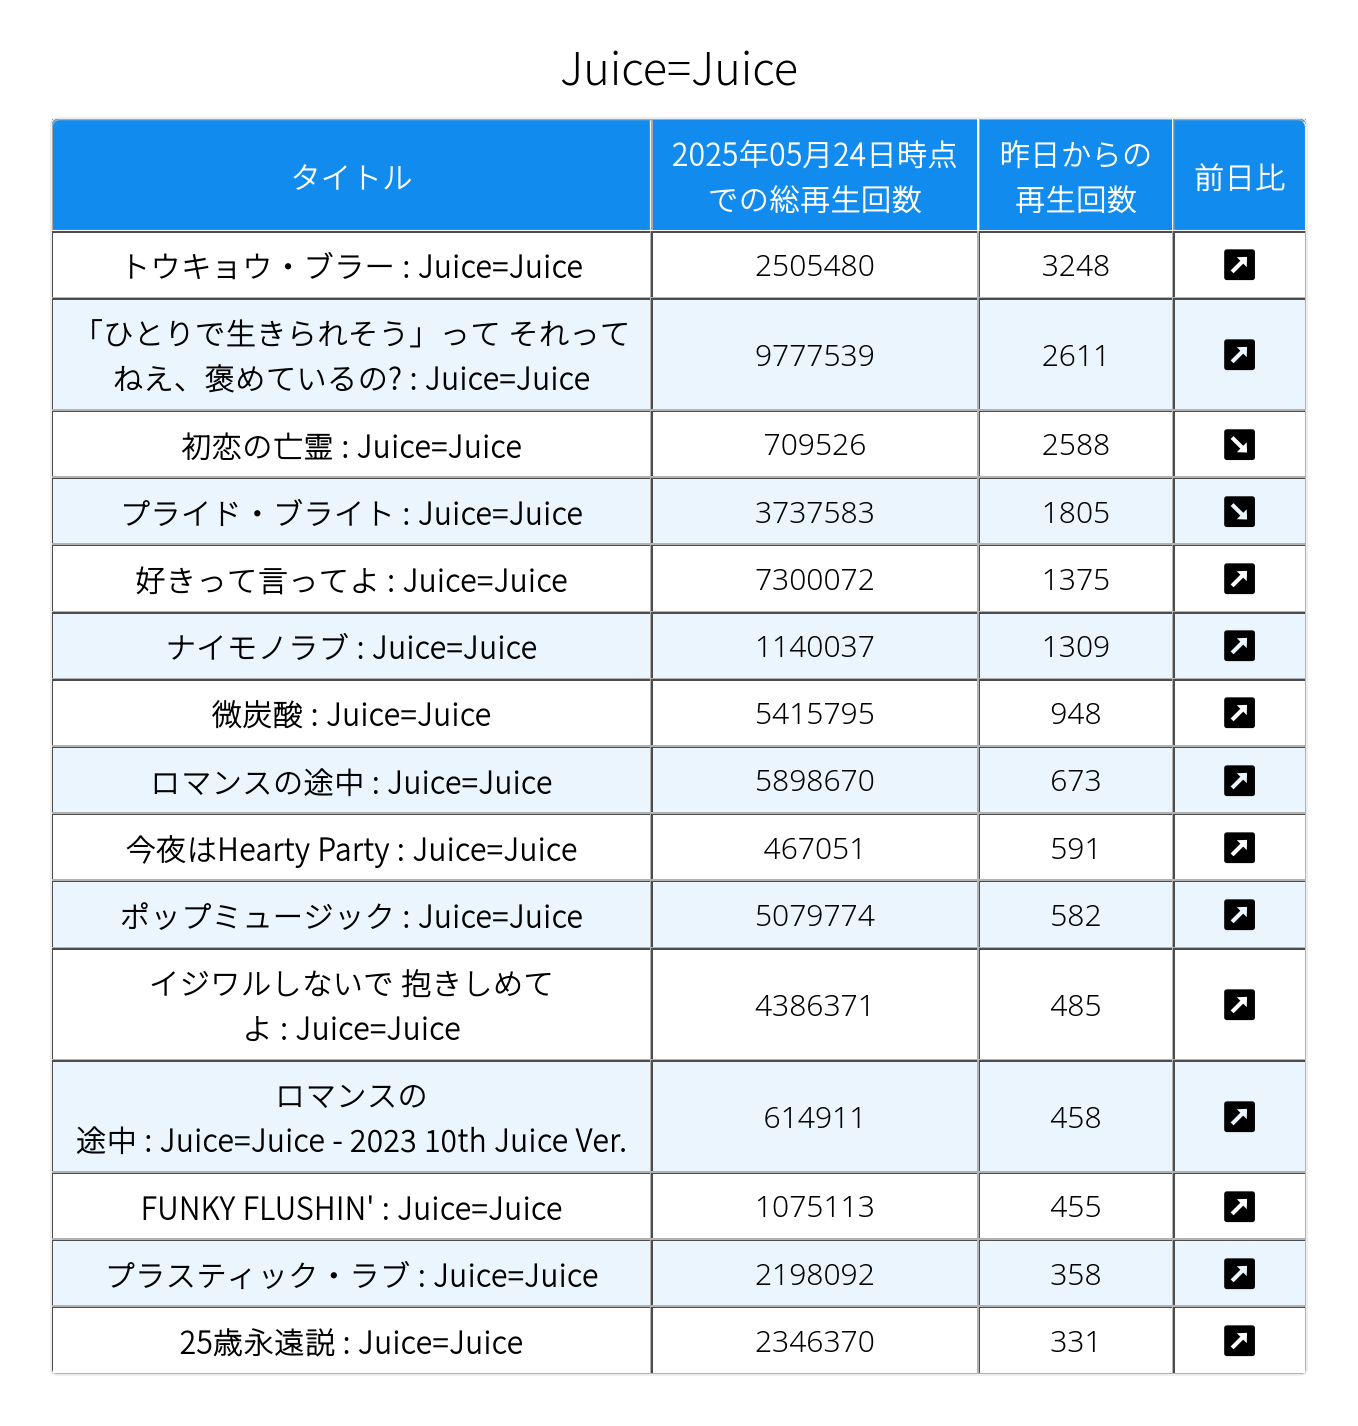 Juice=Juice
タイトル
2025年05月24日時点
での総再生回数
昨日からの
再生回数
前日比
トウキョウ・ブラー : Juice=Juice 2505480 3248 ↗
「ひとりで生きられそう」って それって
ねえ、褒めているの? : Juice=Juice 9777539 2611 ↗
初恋の亡霊 : Juice=Juice 709526 2588 ↘
プライド・ブライト : Juice=Juice 3737583 1805 ↘
好きって言ってよ : Juice=Juice 7300072 1375 ↗
ナイモノラブ : Juice=Juice 1140037 1309 ↗
微炭酸 : Juice=Juice 5415795 948 ↗
ロマンスの途中 : Juice=Juice 5898670 673 ↗
今夜はHearty Party : Juice=Juice 467051 591 ↗
ポップミュージック : Juice=Juice 5079774 582 ↗
イジワルしないで 抱きしめて
よ : Juice=Juice 4386371 485 ↗
ロマンスの
途中 : Juice=Juice - 2023 10th Juice Ver. 614911 458 ↗
FUNKY FLUSHIN' : Juice=Juice 1075113 455 ↗
プラスティック・ラブ : Juice=Juice 2198092 358 ↗
25歳永遠説 : Juice=Juice 2346370 331 ↗